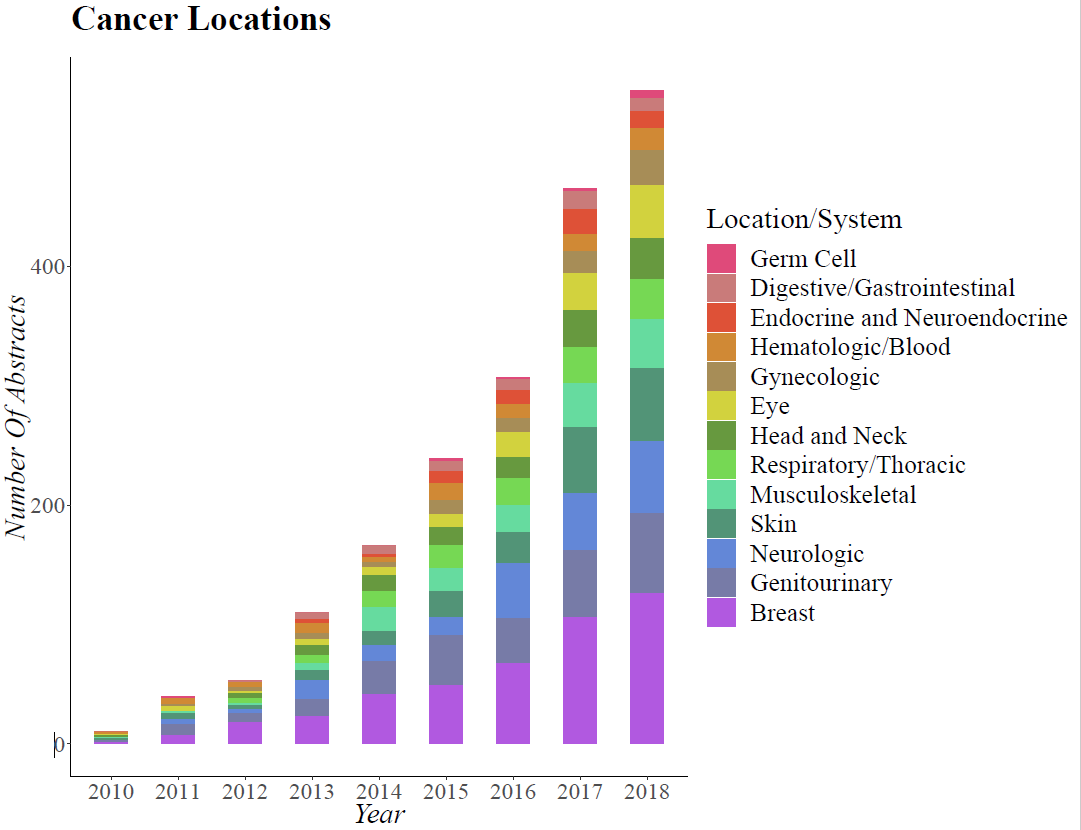 Cancer Locations
Number Of Abstracts
400
200
0
2010 2011 2012 2013 2014 2015 2016 2017 2018
Year
Location/System
Germ Cell
Digestive/Gastrointestinal
Endocrine and Neuroendocrine
Hematologic/Blood
Gynecologic
Eye
Head and Neck
Respiratory/Thoracic
Musculoskeletal
Skin
Neurologic
Genitourinary
Breast